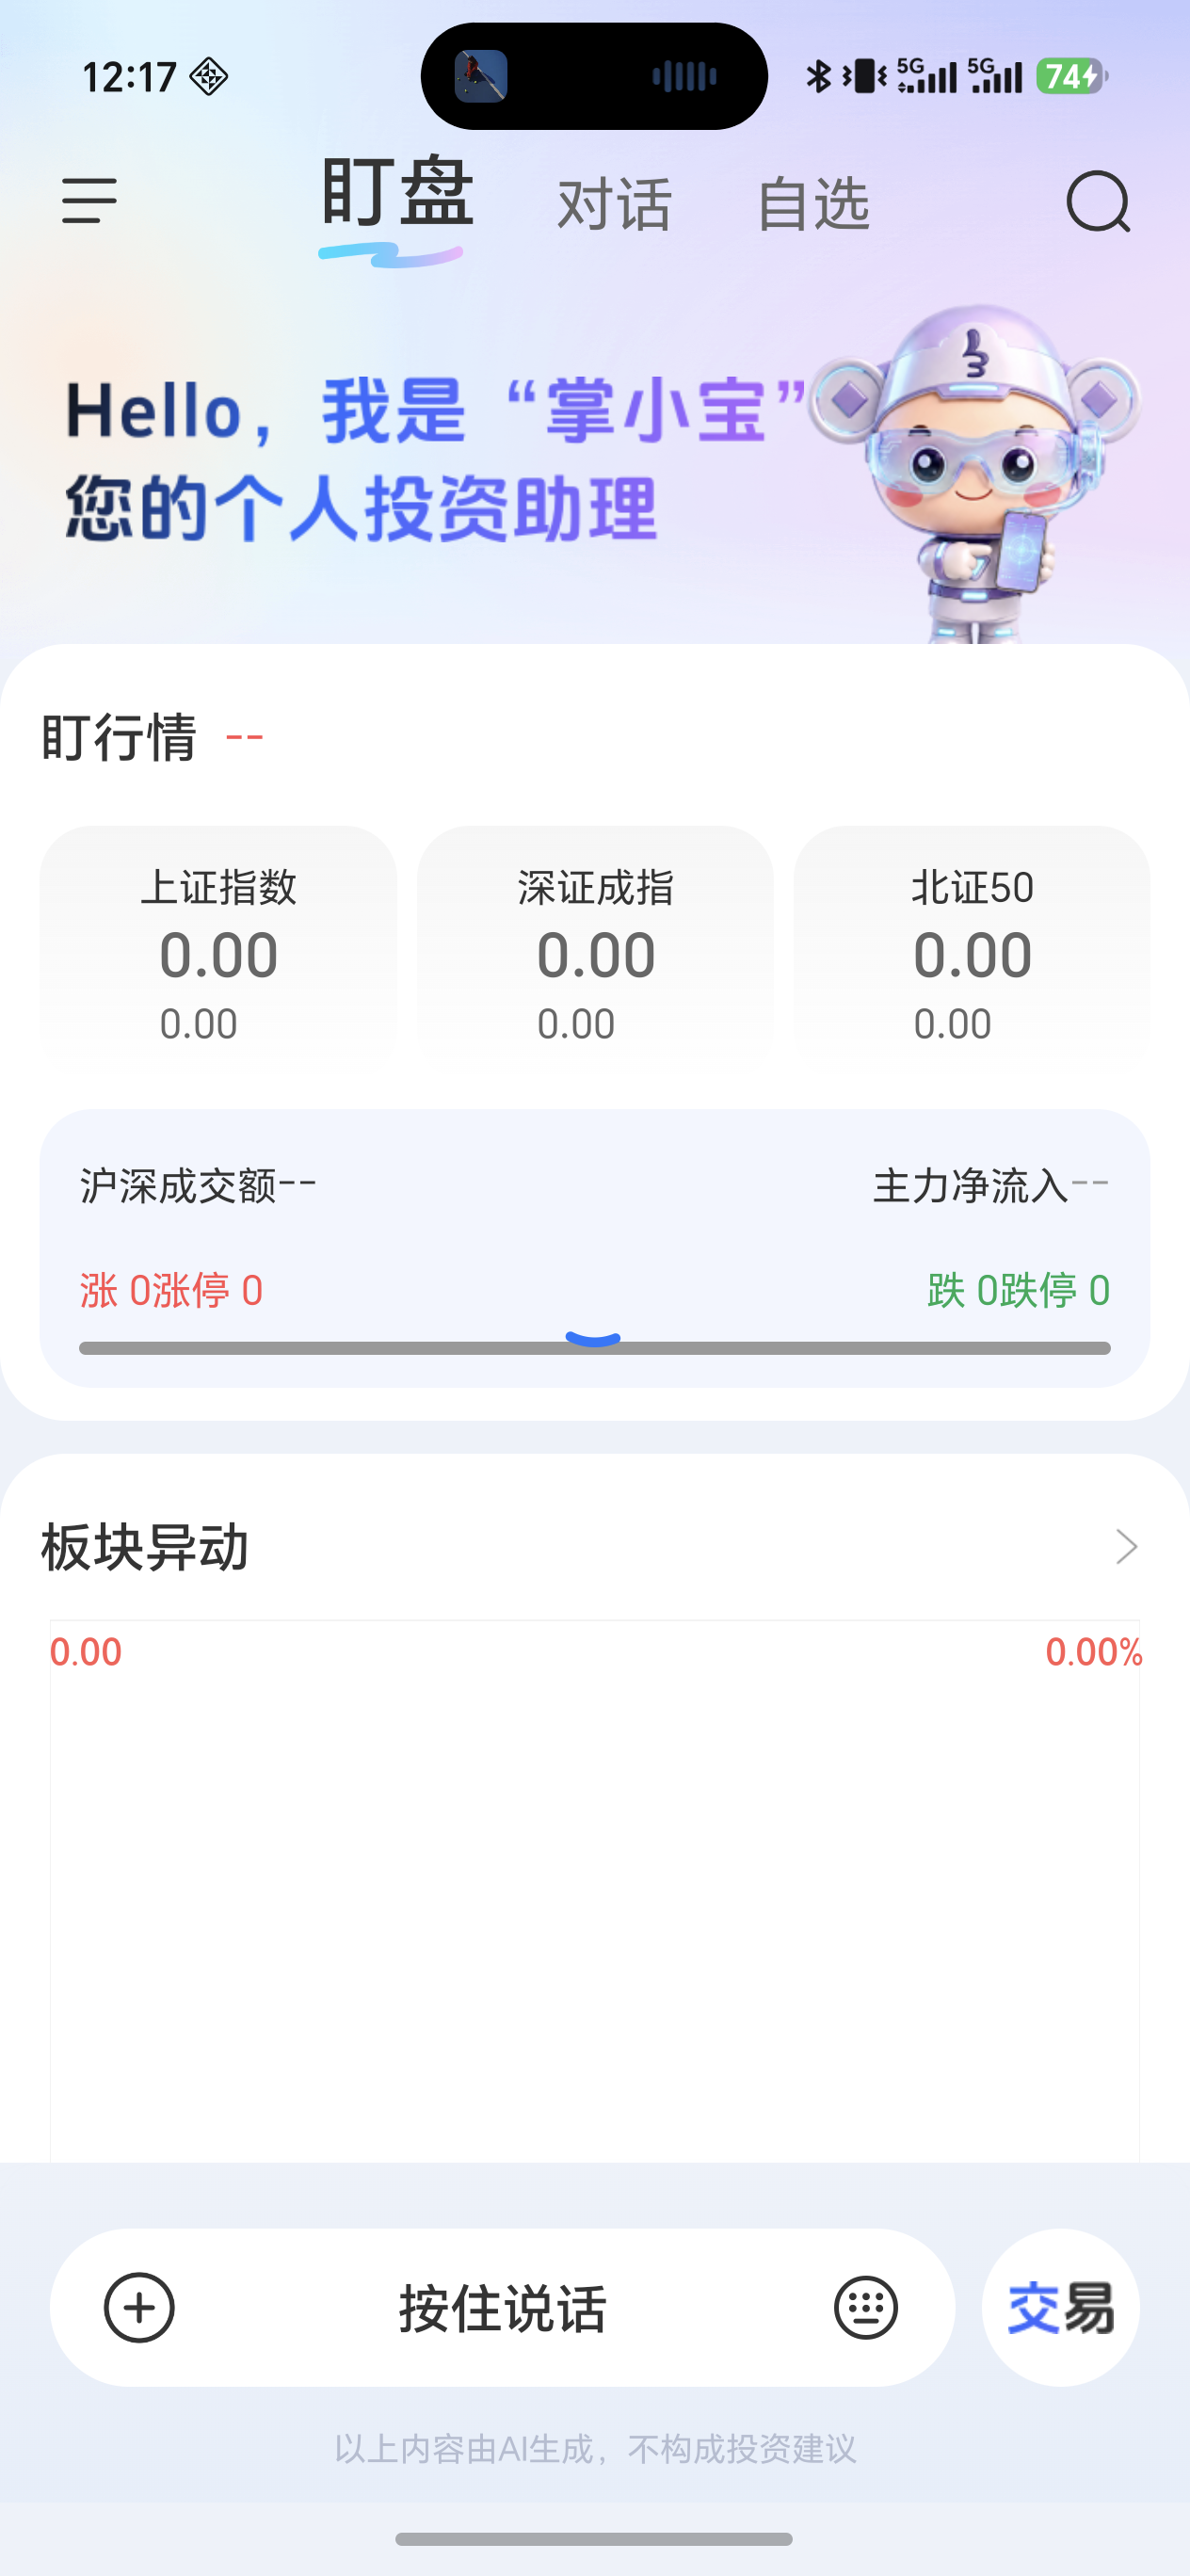 12:17
5G 5G 74
盯盘 对话 自选
Hello，我是“掌小宝”
您的个人投资助理
盯行情 --
上证指数 深证成指 北证50
0.00 0.00 0.00
0.00 0.00 0.00
沪深成交额-- 主力净流入--
涨 0涨停 0 跌 0跌停 0
板块异动
0.00 0.00%
按住说话 交易
以上内容由AI生成，不构成投资建议